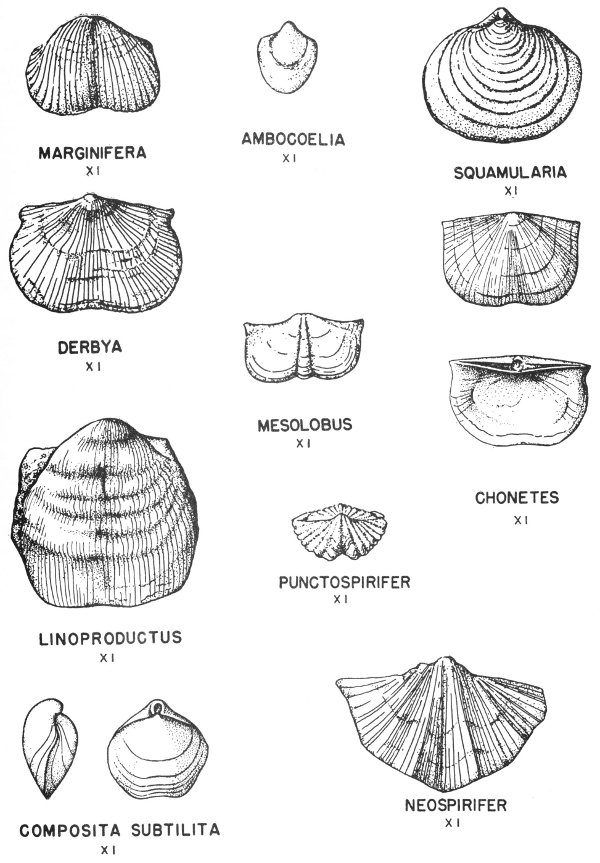 MARGINIFERA
X1
AMBOCOELIA
X1
SQUAMULARIA
X1
DERBYA
X1
MESOLOBUS
X1
CHONETES
X1
LINOPRODUCTUS
X1
PUNCTOSPIRIFER
X1
COMPOSITA SUBTILITA
X1
NEOSPIRIFER
X1